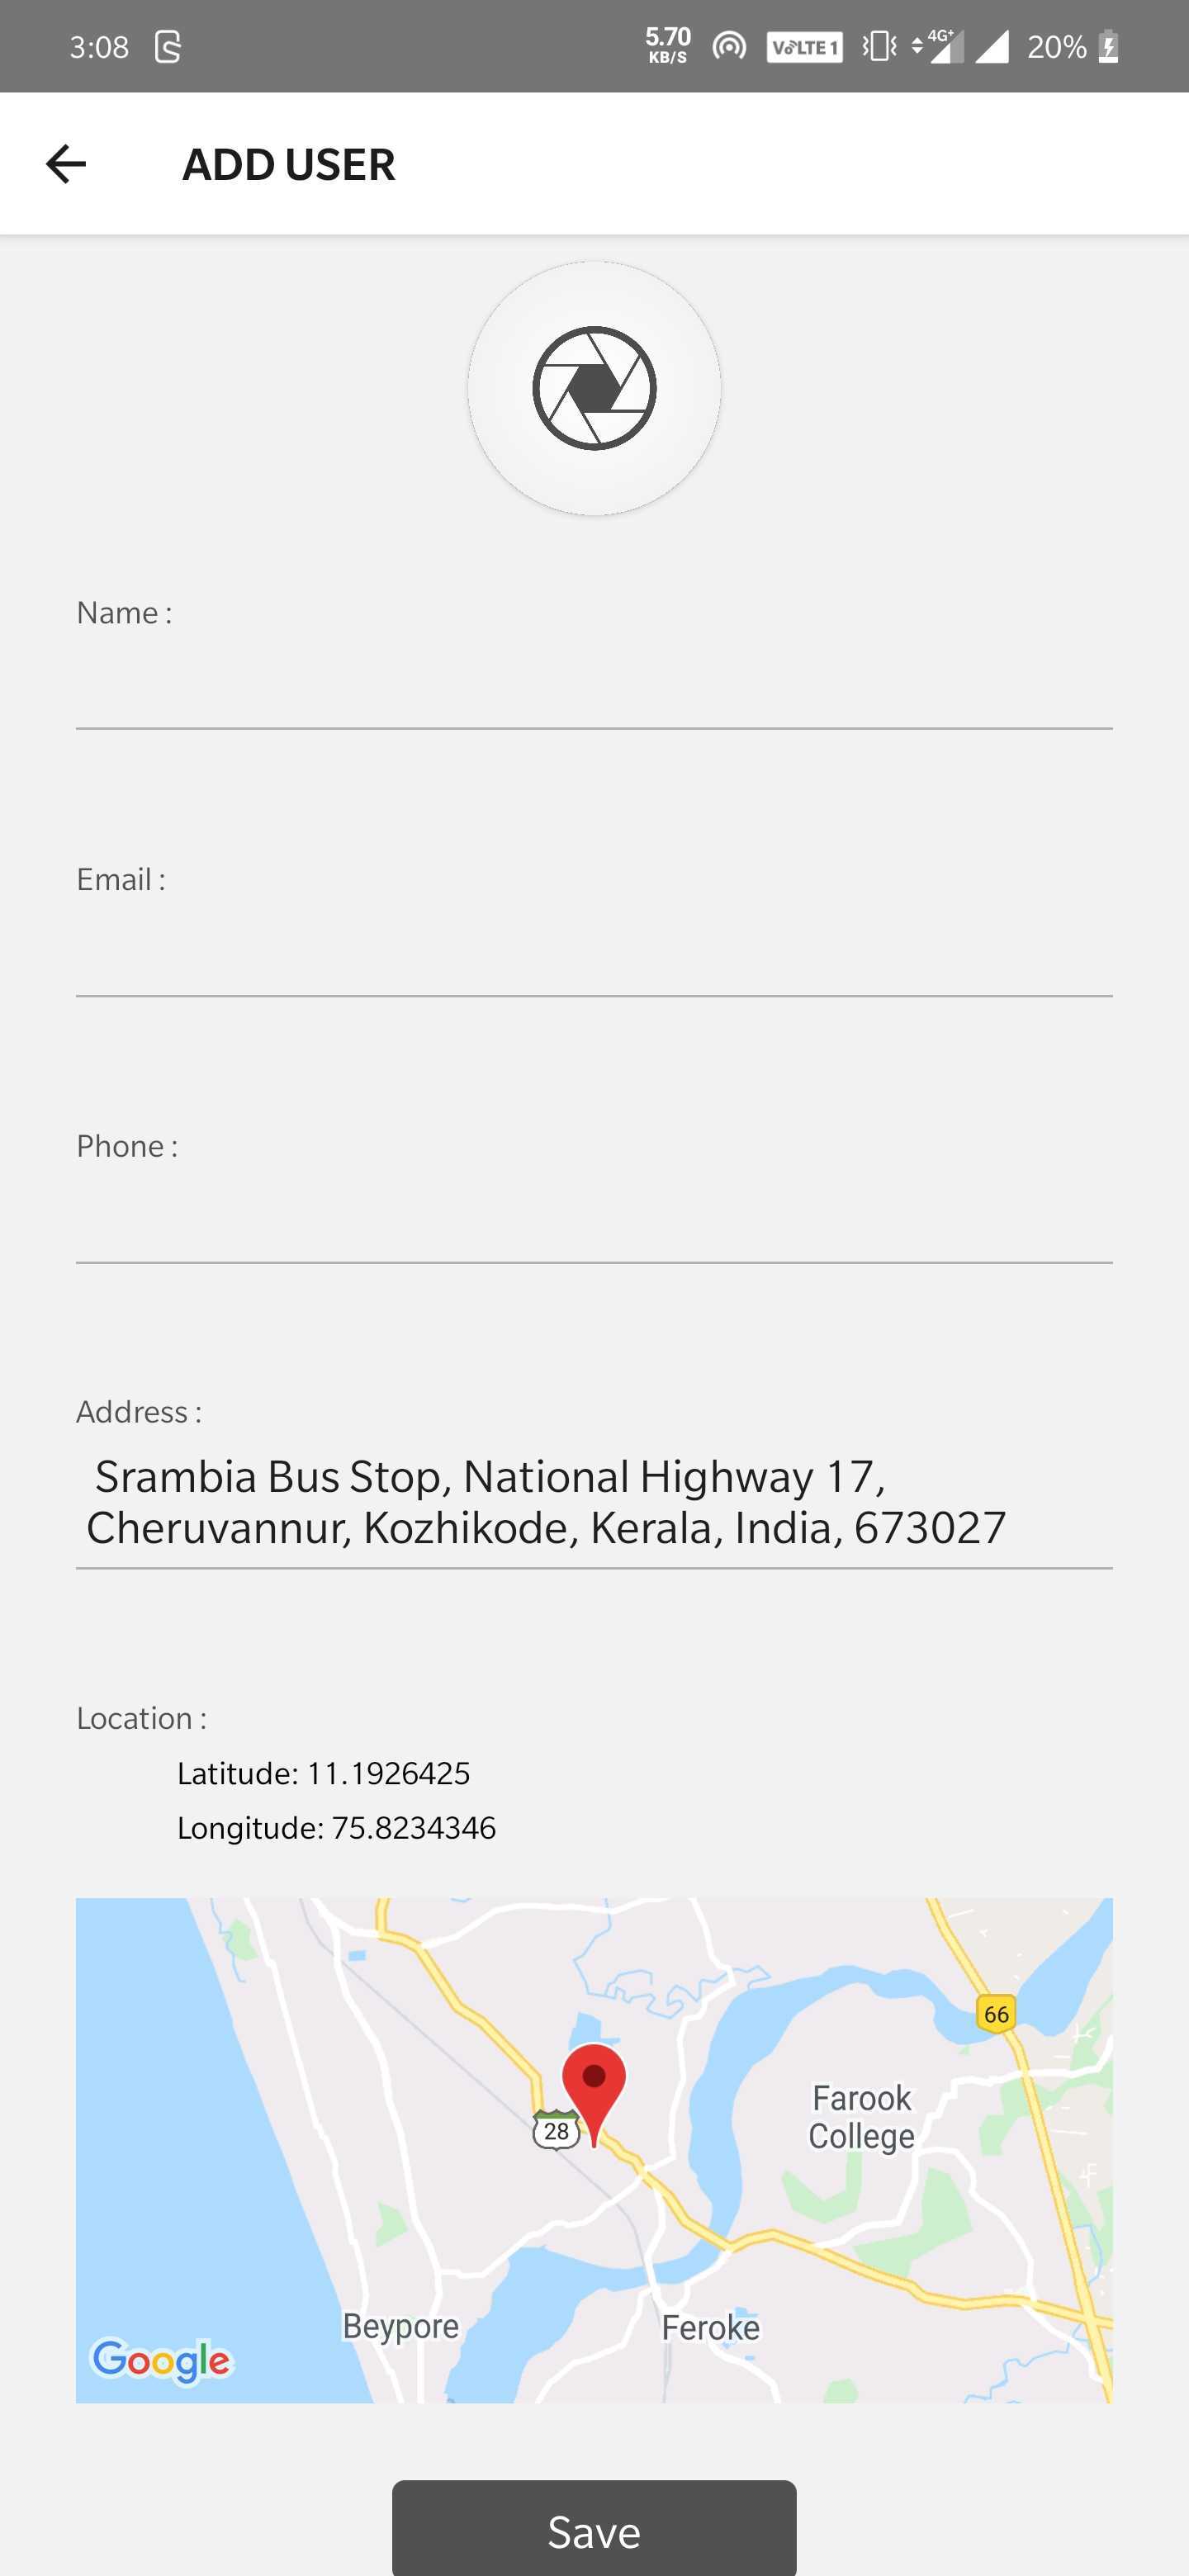 3:08
5.70
KB/S
VoLTE 1
4G+
20%
ADD USER
Name :
Email :
Phone :
Address :
Srambia Bus Stop, National Highway 17,
Cheruvannur, Kozhikode, Kerala, India, 673027
Location :
Latitude: 11.1926425
Longitude: 75.8234346
66
Farook
College
28
Beypore
Feroke
Google
Save